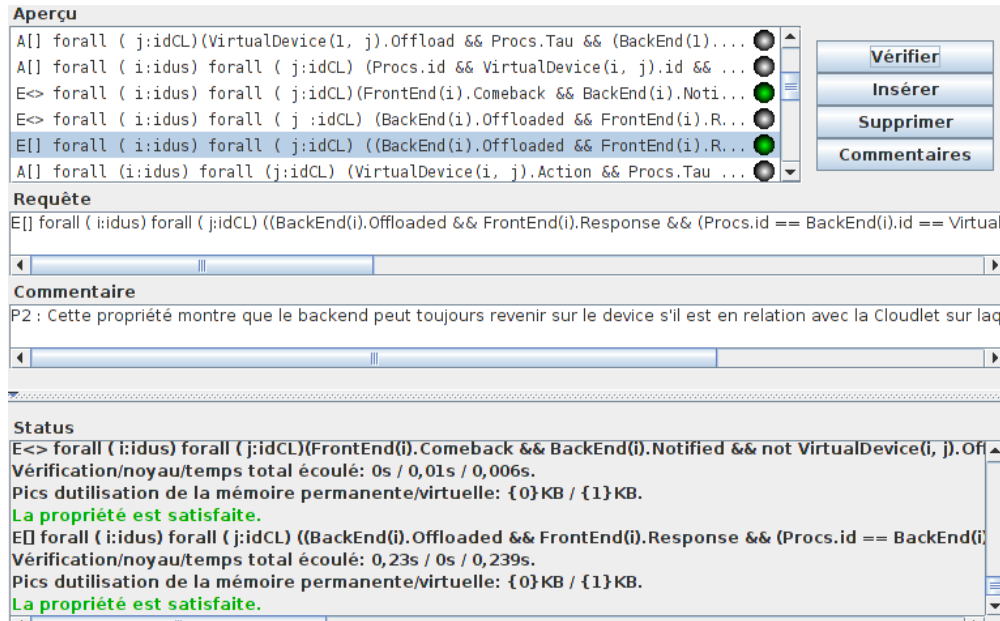 Aperçu
A[] forall ( j:idCL)(VirtualDevice(1, j).Offload && Procs.Tau && (BackEnd(1)....
A[] forall ( i:idus) forall ( j:idCL) (Procs.id && VirtualDevice(i, j).id && ...
E<> forall ( i:idus) forall ( j:idCL)(FrontEnd(i).Comeback && BackEnd(i).Noti...
E<> forall ( i:idus) forall ( j :idCL) (BackEnd(i).Offloaded && FrontEnd(i).R...
E[] forall ( i:idus) forall ( j:idCL) ((BackEnd(i).Offloaded && FrontEnd(i).R...
A[] forall (i:idus) forall (j:idCL) (VirtualDevice(i, j).Action && Procs.Tau ...
Vérifier
Insérer
Supprimer
Commentaires
Requête
E[] forall ( i:idus) forall ( j:idCL) ((BackEnd(i).Offloaded && FrontEnd(i).Response && (Procs.id == BackEnd(i).id == Virtual
Commentaire
P2 : Cette propriété montre que le backend peut toujours revenir sur le device s'il est en relation avec la Cloudlet sur laq
Status
E<> forall ( i:idus) forall ( j:idCL)(FrontEnd(i).Comeback && BackEnd(i).Notified && not VirtualDevice(i, j).Off
Vérification/noyau/temps total écoulé: 0s / 0,01s / 0,006s.
Pics dutilisation de la mémoire permanente/virtuelle: {0}KB / {1}KB.
La propriété est satisfaite.
E[] forall ( i:idus) forall ( j:idCL) ((BackEnd(i).Offloaded && FrontEnd(i).Response && (Procs.id == BackEnd(i)
Vérification/noyau/temps total écoulé: 0,23s / 0s / 0,239s.
Pics dutilisation de la mémoire permanente/virtuelle: {0}KB / {1}KB.
La propriété est satisfaite.